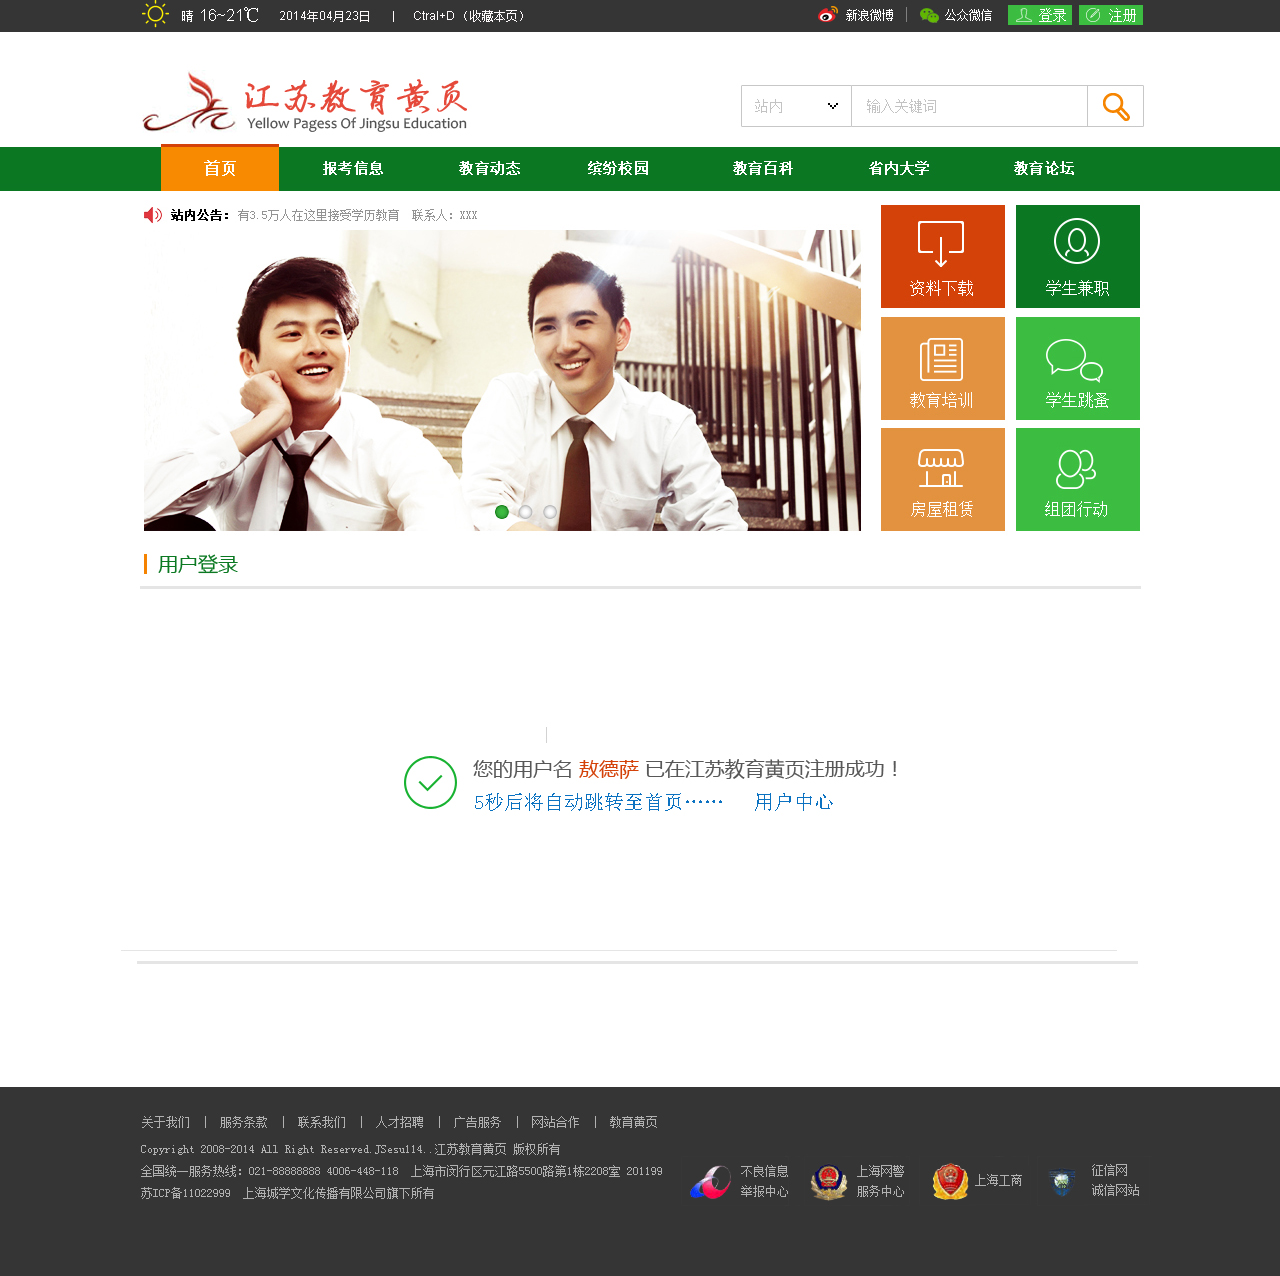 晴 16~21℃ 2014年04月23日 | Ctral+D（收藏本页） 新浪微博 | 公众微信 登录 注册
江苏教育黄页
Yellow Pagess Of Jingsu Education
站内 输入关键词
首页 报考信息 教育动态 缤纷校园 教育百科 省内大学 教育论坛
站内公告： 有3.5万人在这里接受学历教育 联系人：XXX
资料下载 学生兼职
教育培训 学生跳蚤
房屋租赁 组团行动
用户登录
您的用户名 敖德萨 已在江苏教育黄页注册成功！
5秒后将自动跳转至首页…… 用户中心
关于我们 | 服务条款 | 联系我们 | 人才招聘 | 广告服务 | 网站合作 | 教育黄页
Copyright 2008-2014 All Right Reserved.JSesu114..江苏教育黄页 版权所有
全国统一服务热线：021-88888888 4006-448-118 上海市闵行区元江路5500路第1栋2208室 201199
苏ICP备11022999 上海城学文化传播有限公司旗下所有
不良信息
举报中心
上海网警
服务中心
上海工商
征信网
诚信网站